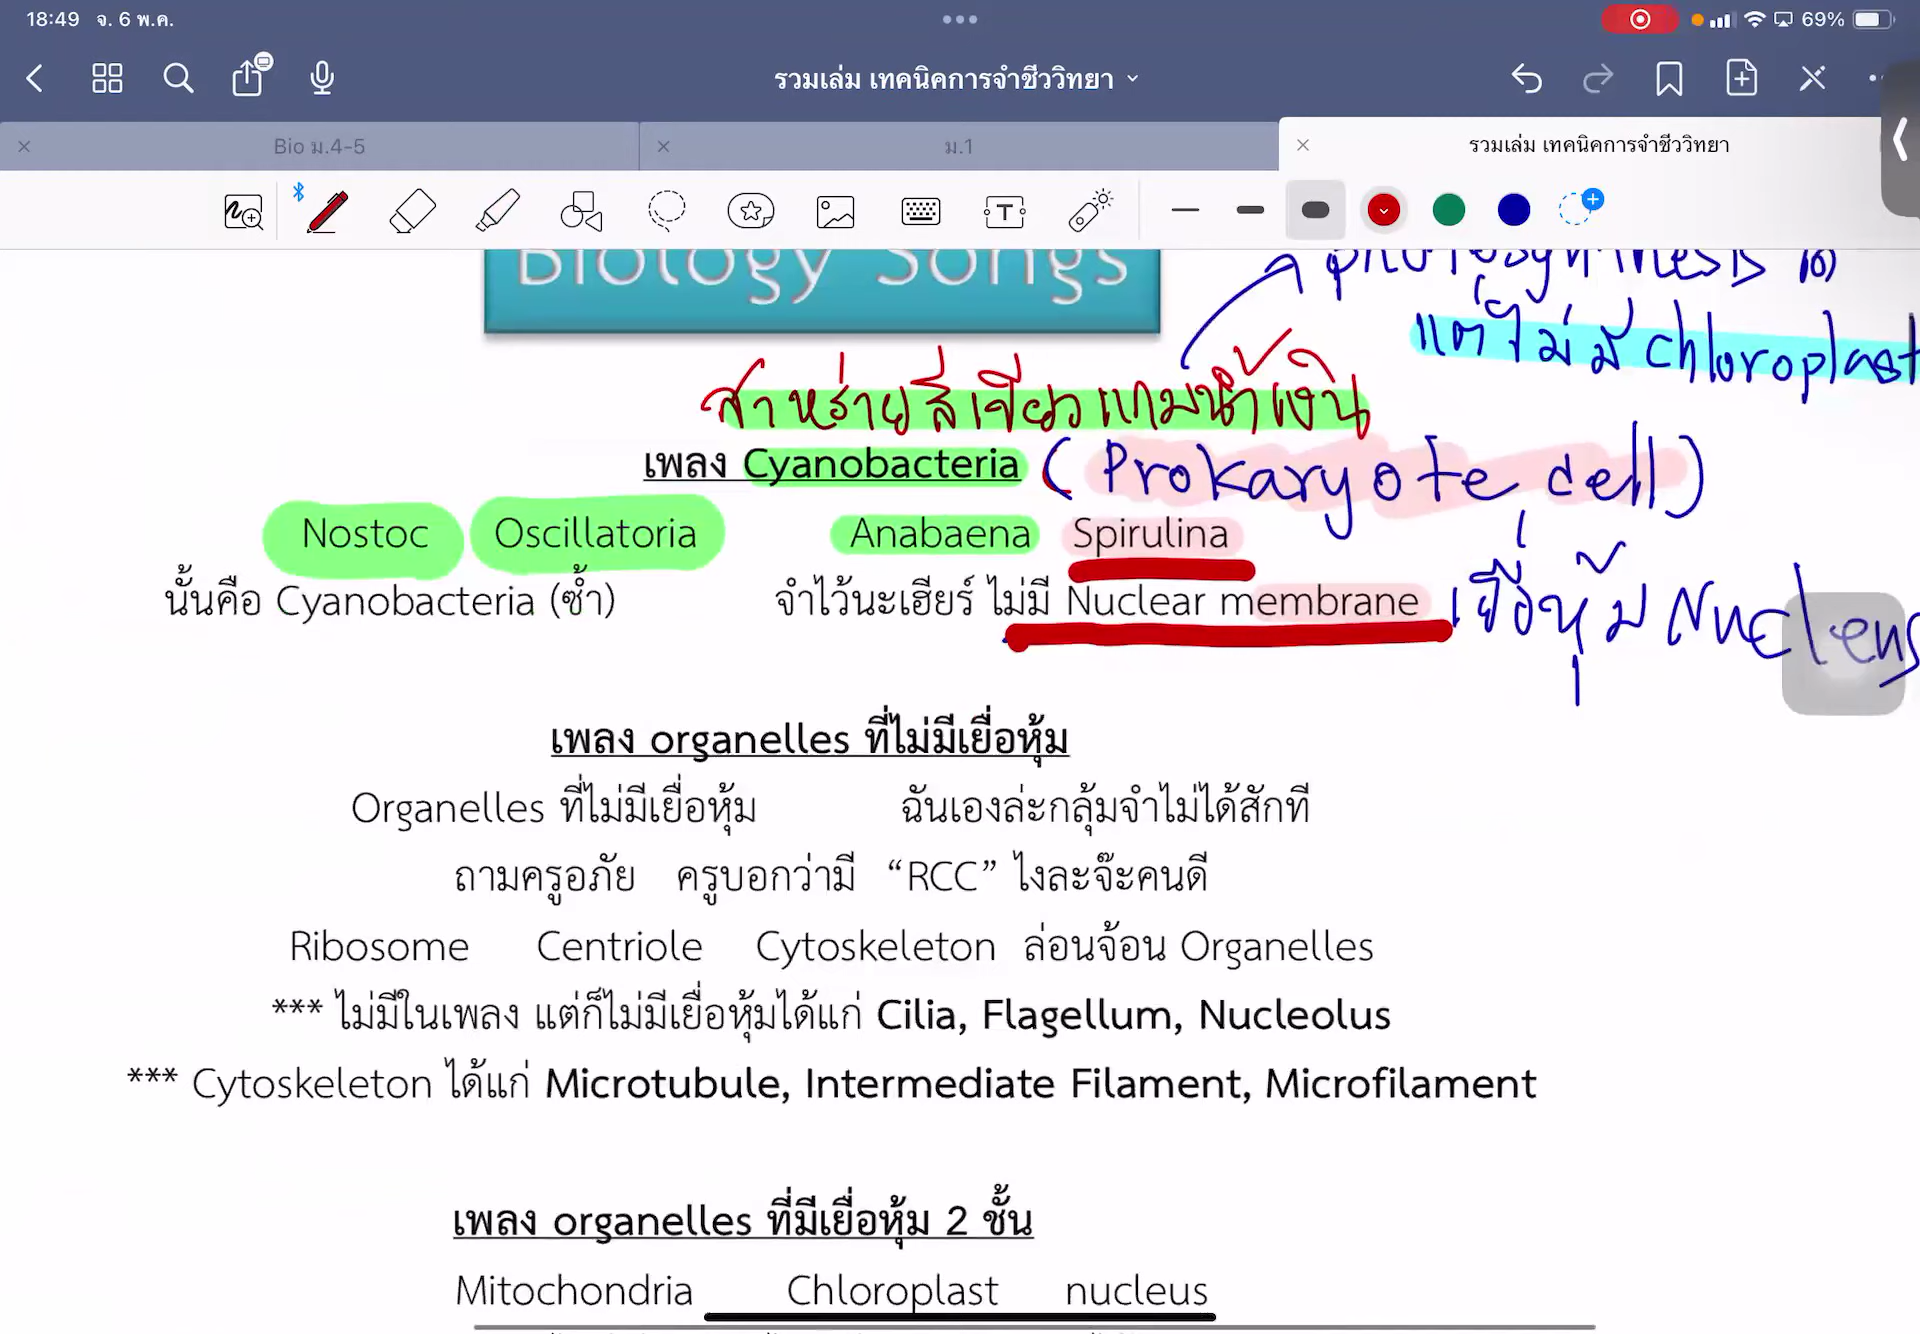 18:49 จ. 6 พ.ค. 69%
รวมเล่ม เทคนิคการจำชีววิทยา
Bio ม.4-5 ม.1 รวมเล่ม เทคนิคการจำชีววิทยา
Biology Songs
photosynthesis ได้
แต่ไม่มี chloroplast
สาหร่ายสีเขียวแกมน้ำเงิน
เพลง Cyanobacteria (Prokaryote cell)
Nostoc Oscillatoria Anabaena Spirulina
นั้นคือ Cyanobacteria (ซ้ำ) จำไว้นะเฮียร์ ไม่มี Nuclear membrane เยื่อหุ้ม Nucleus
เพลง organelles ที่ไม่มีเยื่อหุ้ม
Organelles ที่ไม่มีเยื่อหุ้ม ฉันเองล่ะกลุ้มจำไม่ได้สักที
ถามครูอภัย ครูบอกว่ามี “RCC” ไงละจ๊ะคนดี
Ribosome Centriole Cytoskeleton ล่อนจ้อน Organelles
*** ไม่มีในเพลง แต่ก็ไม่มีเยื่อหุ้มได้แก่ Cilia, Flagellum, Nucleolus
*** Cytoskeleton ได้แก่ Microtubule, Intermediate Filament, Microfilament
เพลง organelles ที่มีเยื่อหุ้ม 2 ชั้น
Mitochondria Chloroplast nucleus